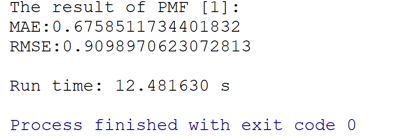 The result of PMF [1]:
MAE:0.6758511734401832
RMSE:0.9098970623072813
Run time: 12.481630 s
Process finished with exit code 0